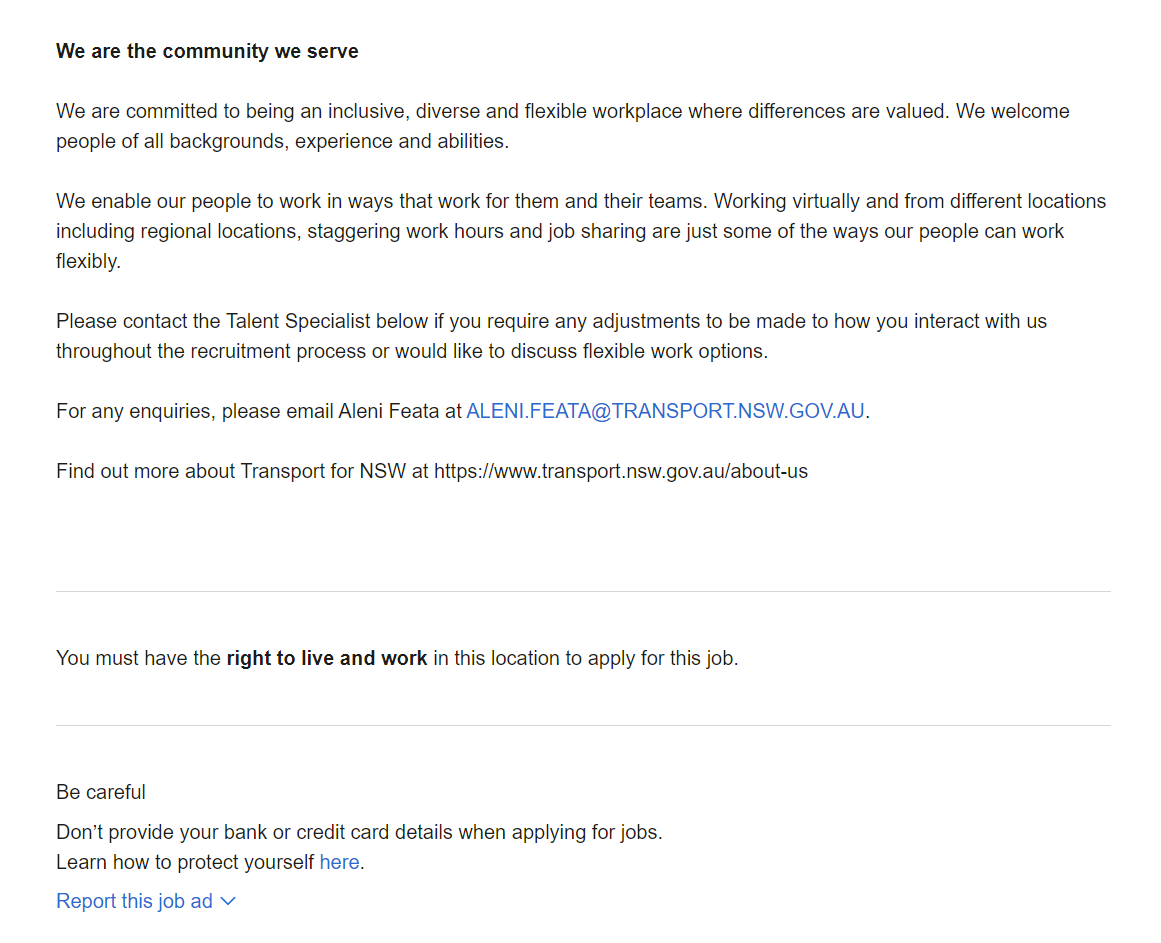 We are the community we serve
We are committed to being an inclusive, diverse and flexible workplace where differences are valued. We welcome
people of all backgrounds, experience and abilities.
We enable our people to work in ways that work for them and their teams. Working virtually and from different locations
including regional locations, staggering work hours and job sharing are just some of the ways our people can work
flexibly.
Please contact the Talent Specialist below if you require any adjustments to be made to how you interact with us
throughout the recruitment process or would like to discuss flexible work options.
For any enquiries, please email Aleni Feata at ALENI.FEATA@TRANSPORT.NSW.GOV.AU.
Find out more about Transport for NSW at https://www.transport.nsw.gov.au/about-us
You must have the right to live and work in this location to apply for this job.
Be careful
Don’t provide your bank or credit card details when applying for jobs.
Learn how to protect yourself here.
Report this job ad